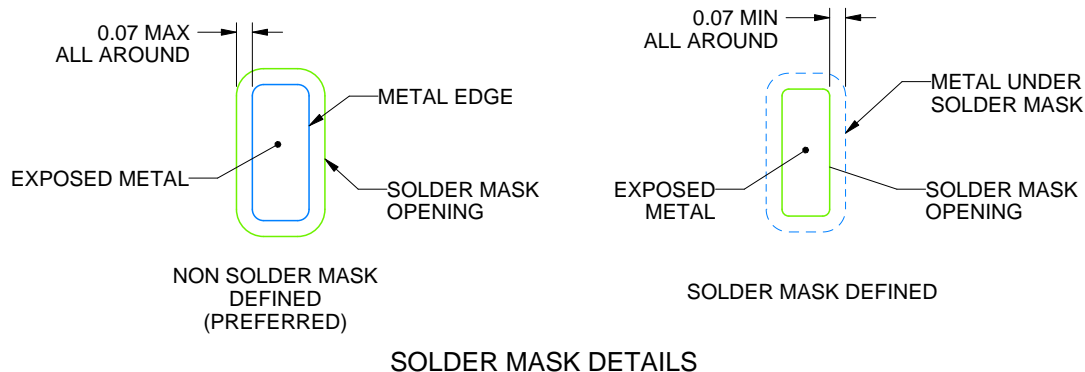 0.07 MAX
ALL AROUND
METAL EDGE
EXPOSED METAL
SOLDER MASK
OPENING
NON SOLDER MASK
DEFINED
(PREFERRED)
0.07 MIN
ALL AROUND
METAL UNDER
SOLDER MASK
EXPOSED
METAL
SOLDER MASK
OPENING
SOLDER MASK DEFINED
SOLDER MASK DETAILS